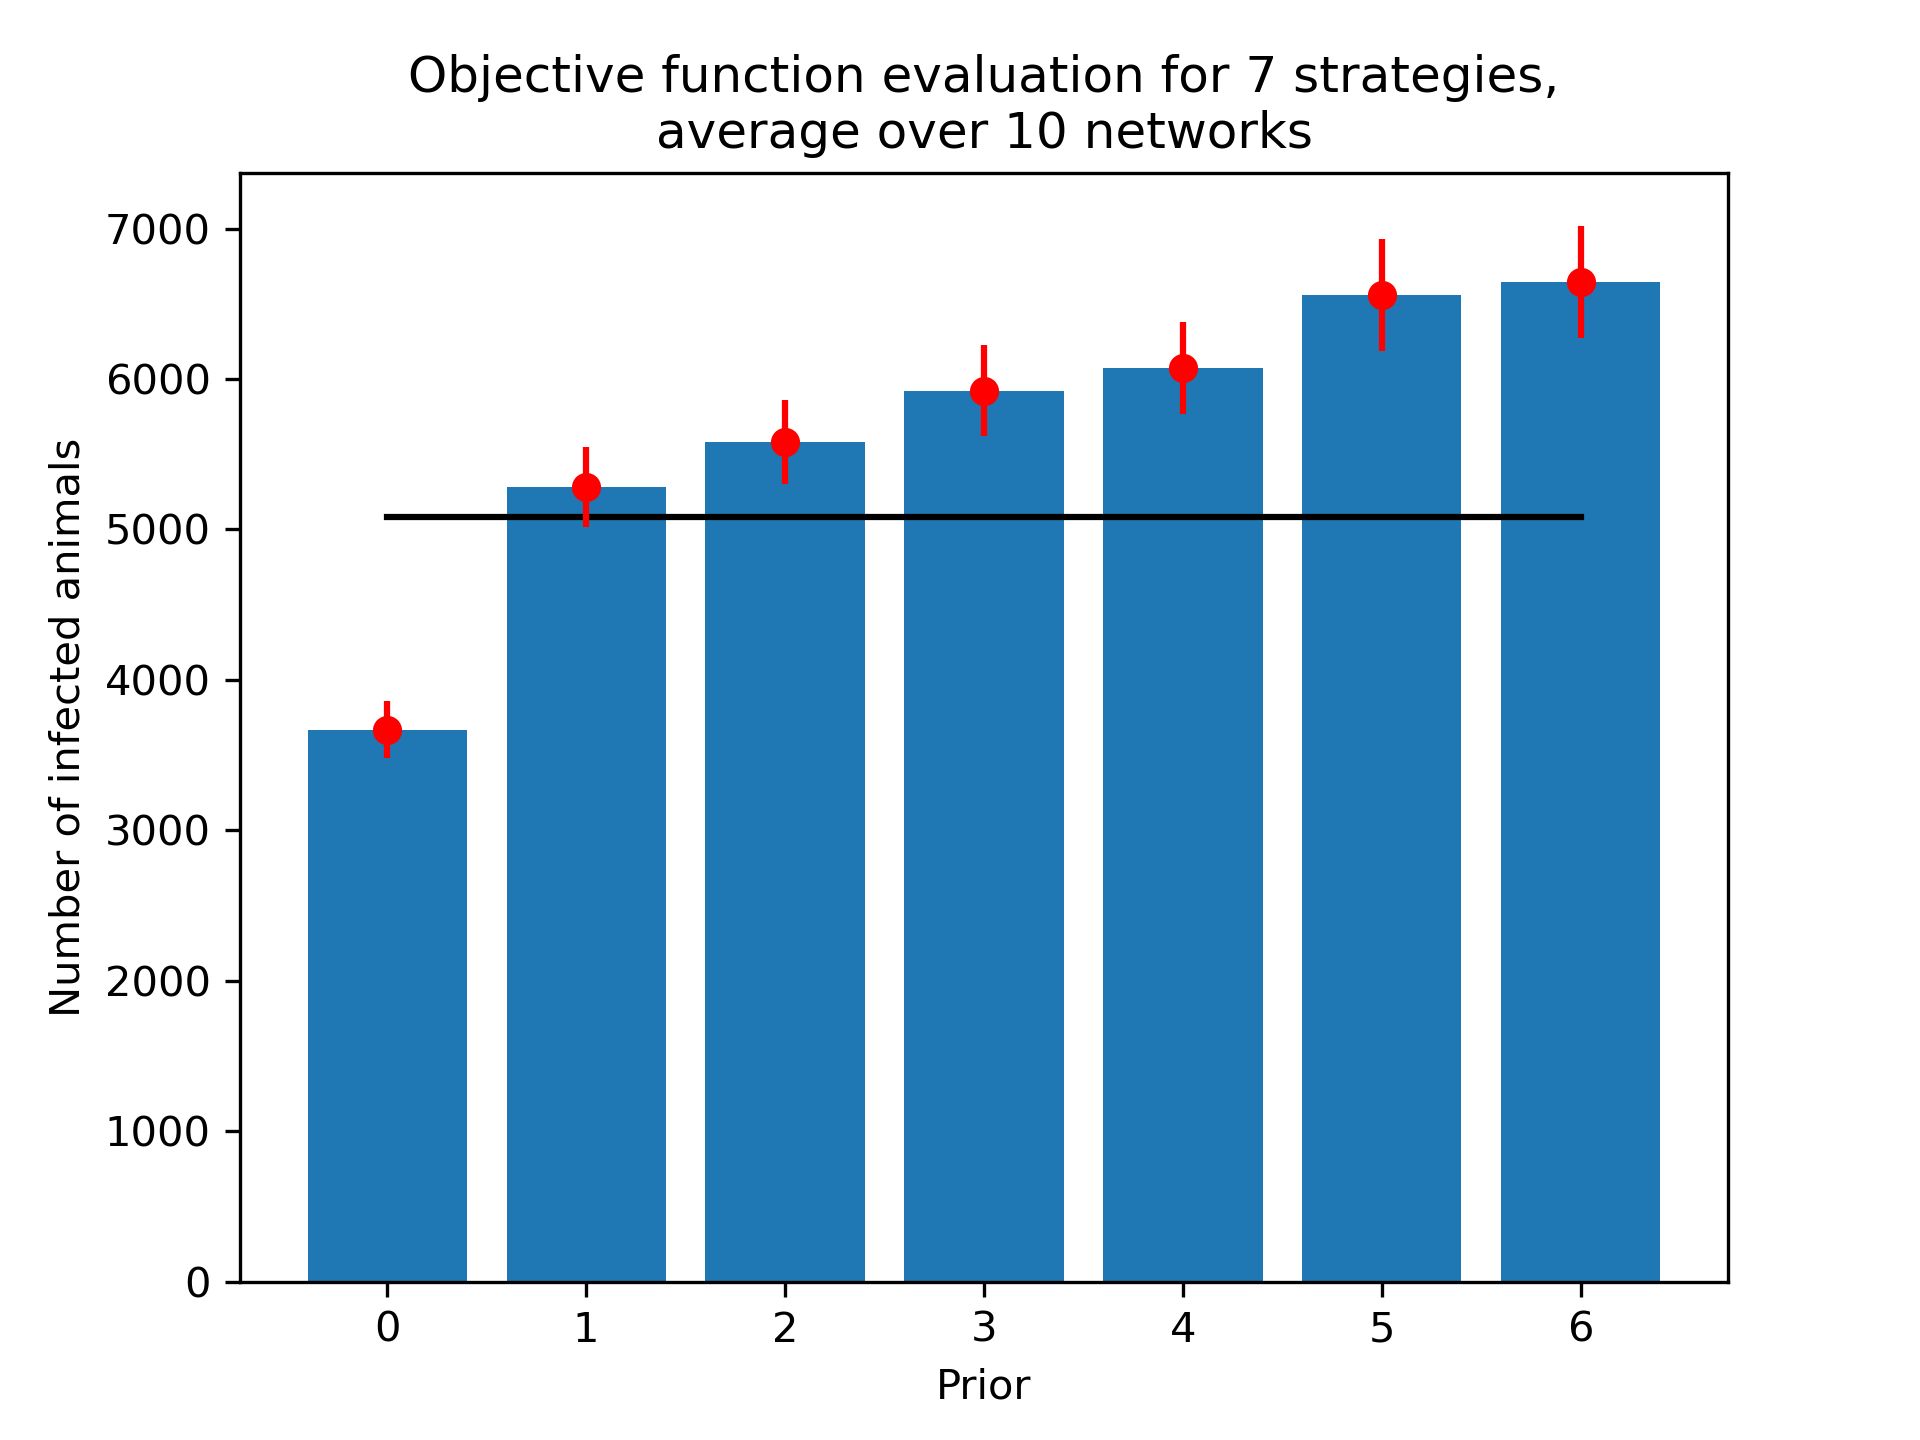 Objective function evaluation for 7 strategies,
average over 10 networks
7000
6000
5000
4000
3000
2000
1000
0
Number of infected animals
0 1 2 3 4 5 6
Prior